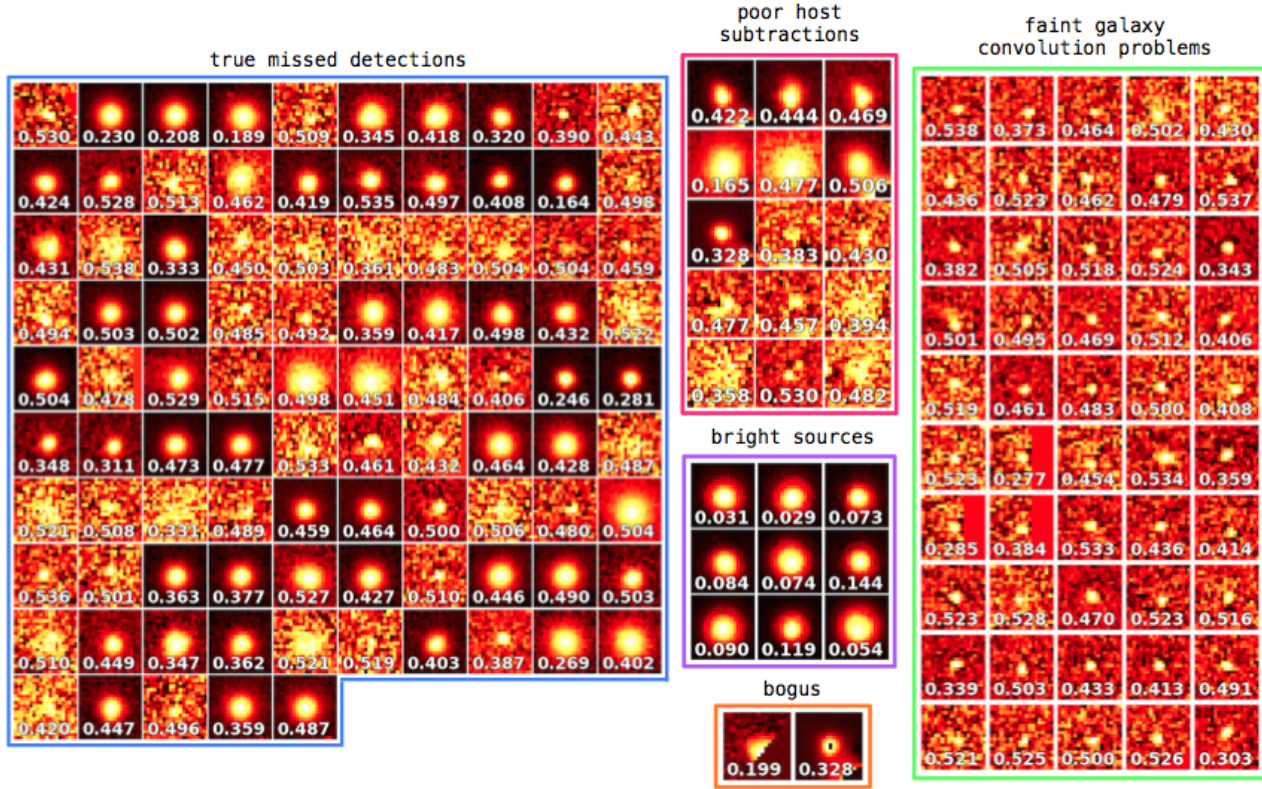 true missed detections
0.530 0.230 0.208 0.189 0.509 0.345 0.418 0.320 0.390 0.443
0.424 0.528 0.513 0.462 0.419 0.535 0.497 0.408 0.164 0.498
0.431 0.538 0.333 0.450 0.503 0.361 0.483 0.504 0.504 0.459
0.494 0.503 0.502 0.485 0.492 0.359 0.417 0.498 0.432 0.522
0.504 0.478 0.529 0.515 0.498 0.451 0.484 0.406 0.246 0.281
0.348 0.311 0.473 0.477 0.533 0.461 0.432 0.464 0.428 0.487
0.521 0.508 0.331 0.489 0.459 0.464 0.500 0.506 0.480 0.504
0.536 0.501 0.363 0.377 0.527 0.427 0.510 0.446 0.490 0.503
0.510 0.449 0.347 0.362 0.521 0.519 0.403 0.387 0.269 0.402
0.420 0.447 0.496 0.359 0.487
poor host
subtractions
0.422 0.444 0.469
0.165 0.477 0.506
0.328 0.383 0.430
0.477 0.457 0.394
0.358 0.530 0.482
bright sources
0.031 0.029 0.073
0.084 0.074 0.144
0.090 0.119 0.054
bogus
0.199 0.328
faint galaxy
convolution problems
0.538 0.373 0.464 0.502 0.430
0.436 0.523 0.462 0.479 0.537
0.382 0.505 0.518 0.524 0.343
0.501 0.495 0.469 0.512 0.406
0.519 0.461 0.483 0.500 0.408
0.523 0.277 0.454 0.534 0.359
0.285 0.384 0.533 0.436 0.414
0.523 0.528 0.470 0.523 0.516
0.339 0.503 0.433 0.413 0.491
0.521 0.525 0.500 0.526 0.303